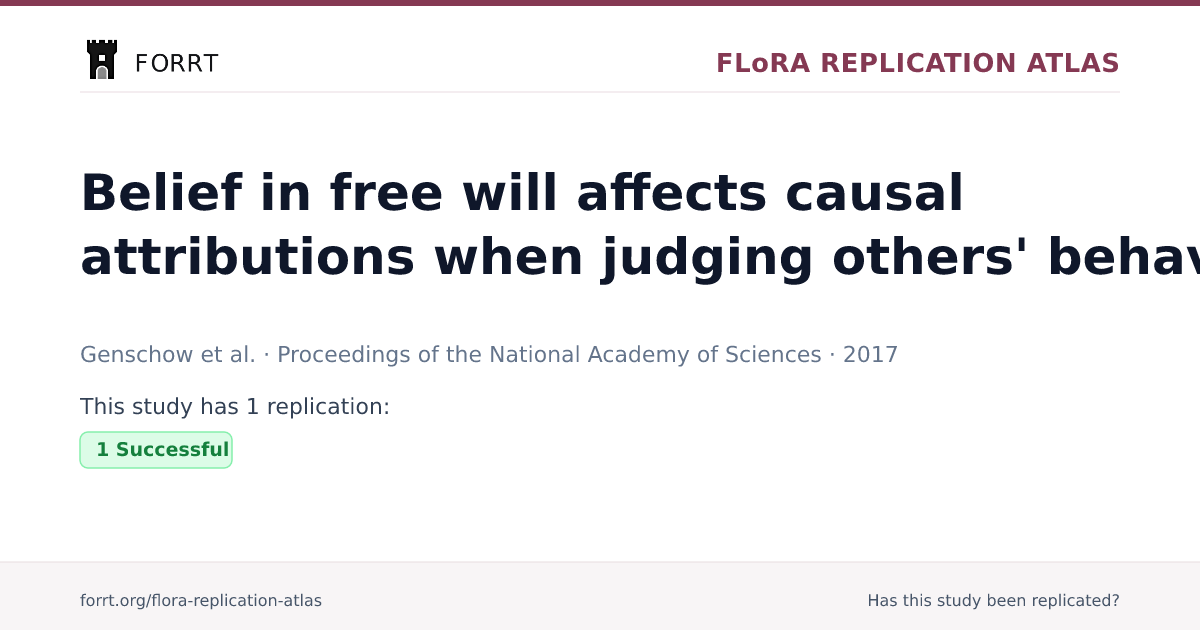 FORRT
FLoRA REPLICATION ATLAS
Belief in free will affects causal
attributions when judging others' behav
Genschow et al. · Proceedings of the National Academy of Sciences · 2017
This study has 1 replication:
1 Successful
forrt.org/flora-replication-atlas
Has this study been replicated?